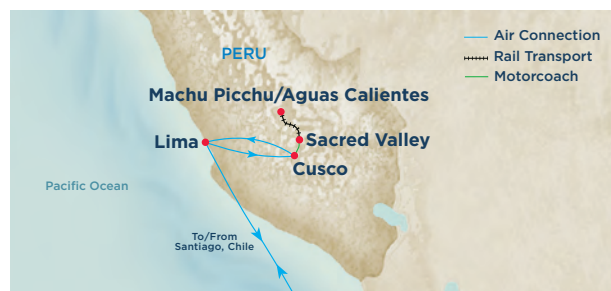 Air Connection
PERU
Rail Transport
Motorcoach
Machu Picchu/Aguas Calientes
Lima
Sacred Valley
Cusco
Pacific Ocean
To/From
Santiago, Chile